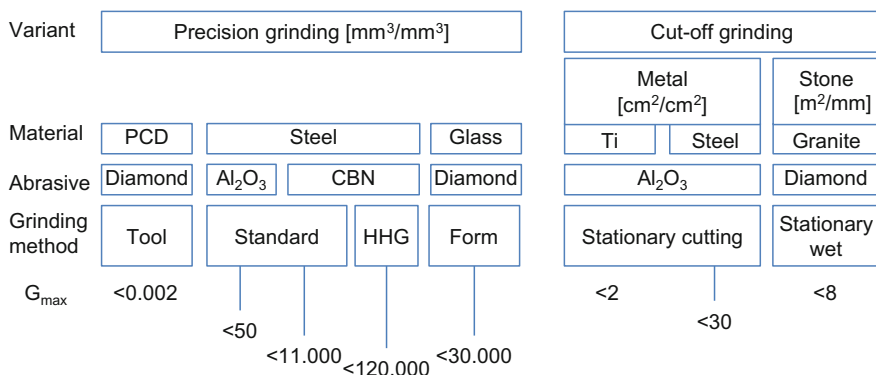 Variant
Precision grinding [mm³/mm³]
Cut-off grinding
Metal
[cm²/cm²]
Stone
[m²/mm]
Material
PCD
Steel
Glass
Ti
Steel
Granite
Abrasive
Diamond
Al₂O₃
CBN
Diamond
Al₂O₃
Diamond
Grinding
method
Tool
Standard
HHG
Form
Stationary cutting
Stationary
wet
Gmax
<0.002
<50
<11.000
<120.000
<30.000
<2
<30
<8